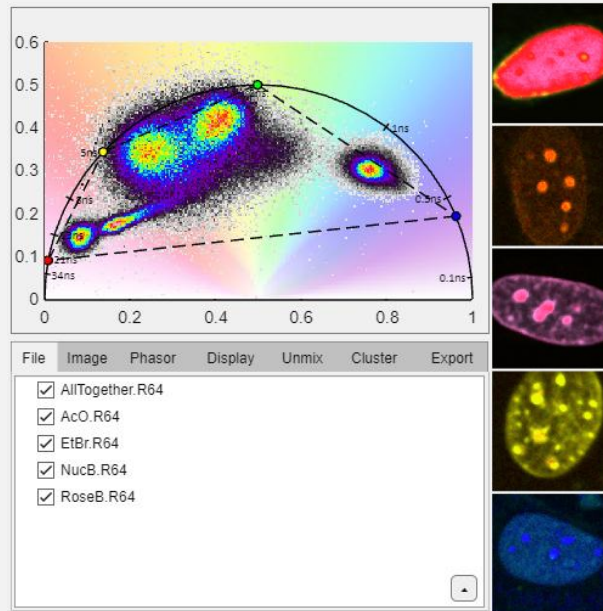 0.6
0.5
0.4
1ns
5ns
0.3
8ns
0.5ns
0.2
0.1
21ns
34ns
0.1ns
0
0 0.2 0.4 0.6 0.8 1
File Image Phasor Display Unmix Cluster Export
AllTogether.R64
AcO.R64
EtBr.R64
NucB.R64
RoseB.R64